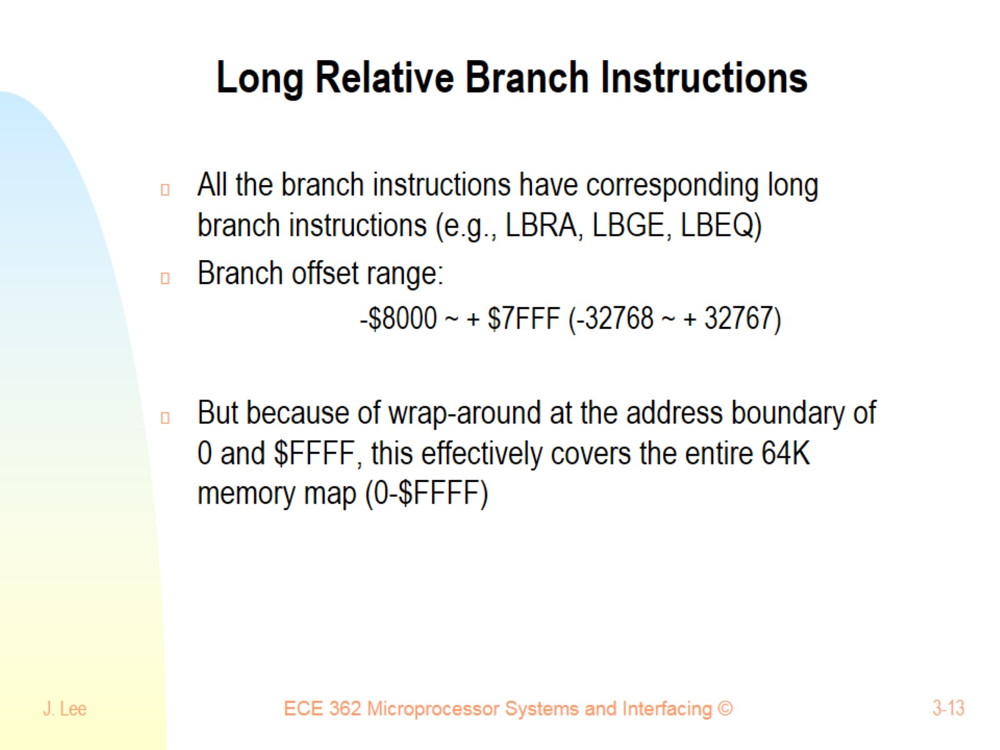 Long Relative Branch Instructions
All the branch instructions have corresponding long
branch instructions (e.g., LBRA, LBGE, LBEQ)
Branch offset range:
-$8000 ~ + $7FFF (-32768 ~ + 32767)
But because of wrap-around at the address boundary of
0 and $FFFF, this effectively covers the entire 64K
memory map (0-$FFFF)
J. Lee
ECE 362 Microprocessor Systems and Interfacing ©
3-13